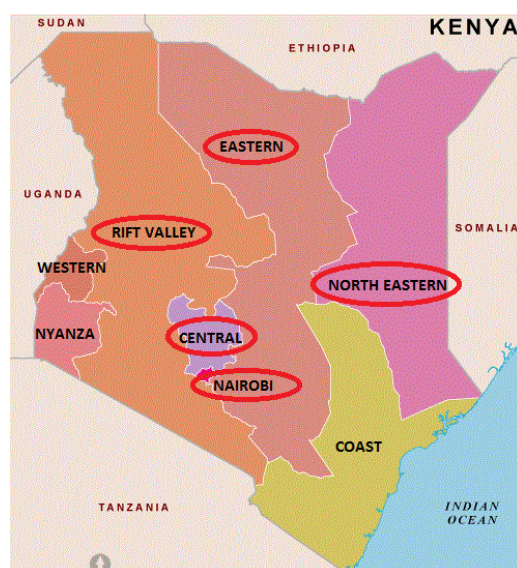 SUDAN
KENYA
ETHIOPIA
EASTERN
UGANDA
RIFT VALLEY
SOMALIA
WESTERN
NORTH EASTERN
NYANZA
CENTRAL
NAIROBI
COAST
TANZANIA
INDIAN
OCEAN